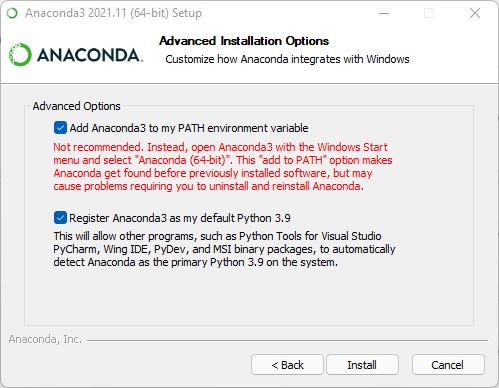 Anaconda3 2021.11 (64-bit) Setup
Advanced Installation Options
Customize how Anaconda integrates with Windows
ANACONDA.
Advanced Options
Add Anaconda3 to my PATH environment variable
Not recommended. Instead, open Anaconda3 with the Windows Start
menu and select "Anaconda (64-bit)". This "add to PATH" option makes
Anaconda get found before previously installed software, but may
cause problems requiring you to uninstall and reinstall Anaconda.
Register Anaconda3 as my default Python 3.9
This will allow other programs, such as Python Tools for Visual Studio
PyCharm, Wing IDE, PyDev, and MSI binary packages, to automatically
detect Anaconda as the primary Python 3.9 on the system.
Anaconda, Inc.
< Back
Install
Cancel